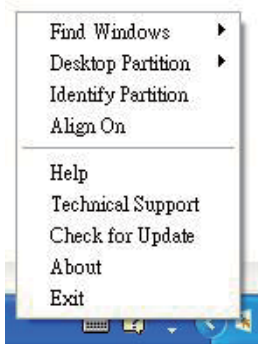 Find Windows
Desktop Partition
Identify Partition
Align On
Help
Technical Support
Check for Update
About
Exit